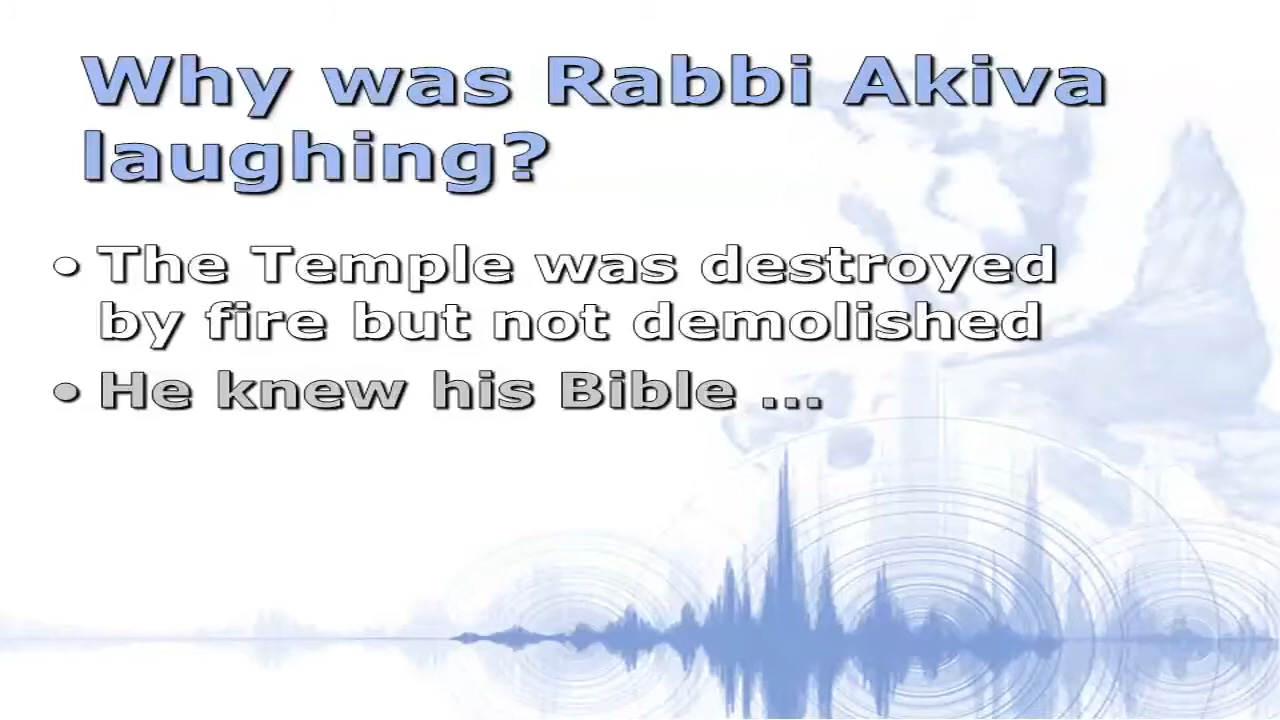 Why was Rabbi Akiva
laughing?
• The Temple was destroyed
by fire but not demolished
• He knew his Bible ...